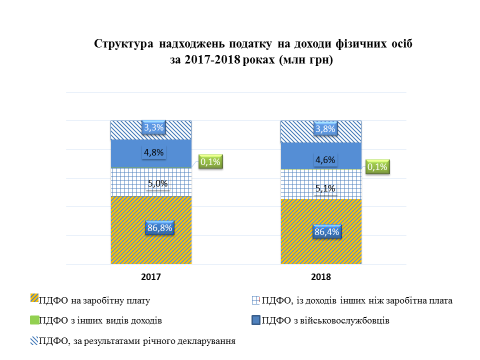 Структура надходжень податку на доходи фізичних осіб
за 2017-2018 роках (млн грн)
3,3%
3,8%
4,8%
0,1%
4,6%
0,1%
5,0%
5,1%
86,8%
86,4%
2017
2018
ПДФО на заробітну плату
ПДФО, із доходів інших ніж заробітна плата
ПДФО з інших видів доходів
ПДФО з військовослужбовців
ПДФО, за результатами річного декларування